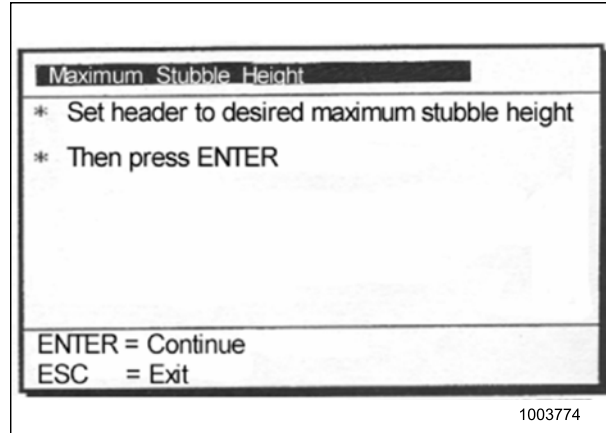 Maximum Stubble Height
* Set header to desired maximum stubble height
* Then press ENTER
ENTER = Continue
ESC = Exit
1003774